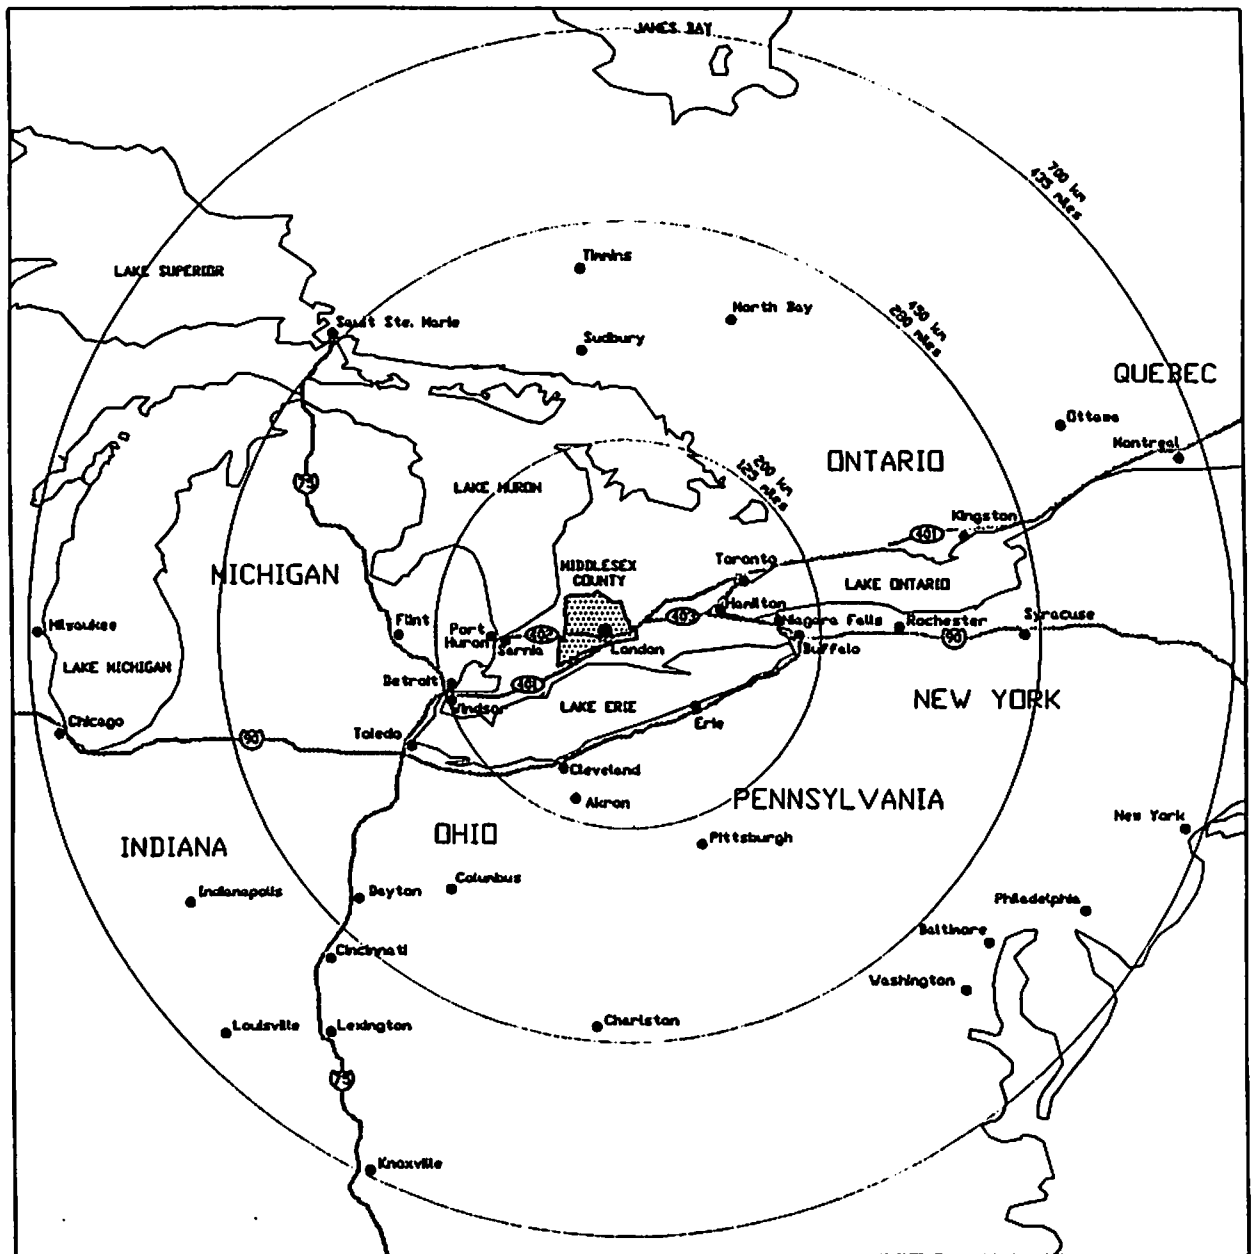 JAMES BAY
700 km
435 miles
Timmins
LAKE SUPERIOR
North Bay
450 km
280 miles
Sault Ste. Marie
Sudbury
QUEBEC
Ottawa
Montreal
ONTARIO
200 km
125 miles
75
LAKE HURON
Kingston
401
Toronto
MIDDLESEX
COUNTY
MICHIGAN
LAKE ONTARIO
Hamilton
403
Flint
Port
Huron
402
Niagara Falls
Rochester
Syracuse
Milwaukee
Sarnia
London
Buffalo
90
LAKE MICHIGAN
Detroit
401
Windsor
LAKE ERIE
NEW YORK
Erie
Chicago
90
Toledo
Cleveland
Akron
PENNSYLVANIA
New York
OHIO
Pittsburgh
INDIANA
Indianapolis
Dayton
Columbus
Philadelphia
Baltimore
Cincinnati
Washington
Louisville
Lexington
Charlston
75
Knoxville